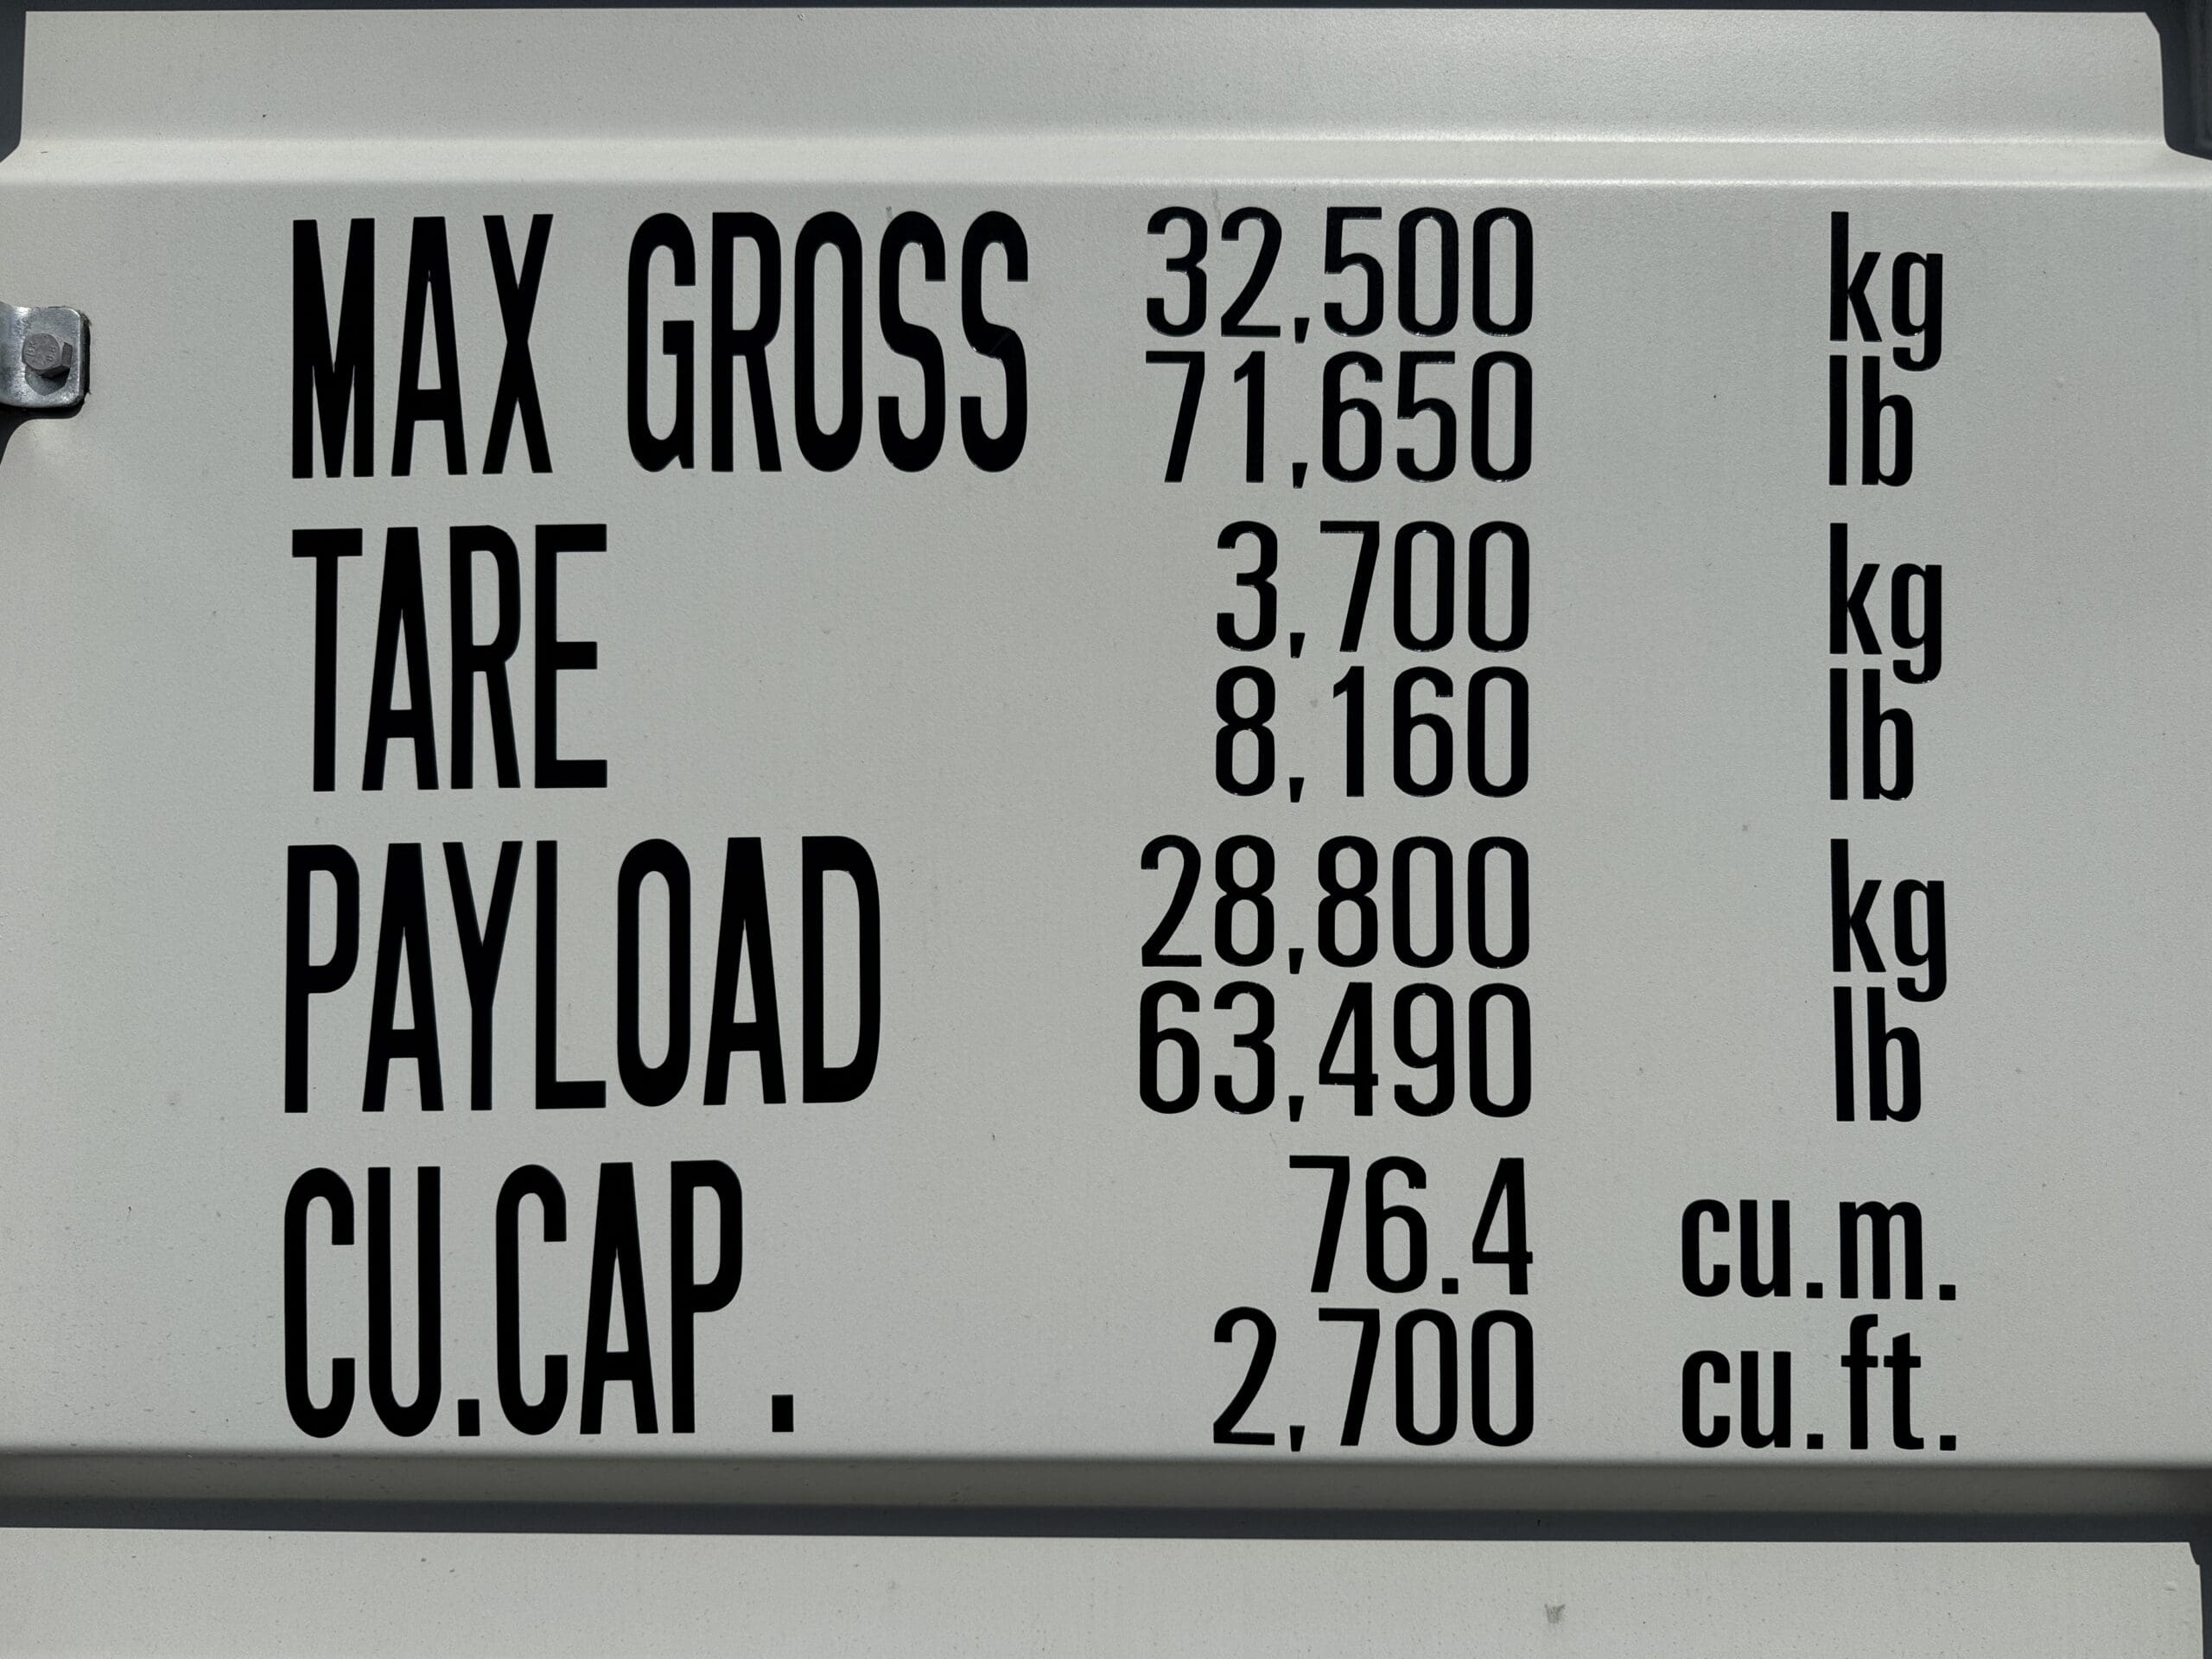 MAX GROSS 32,500 kg
71,650 lb
TARE 3,700 kg
8,160 lb
PAYLOAD 28,800 kg
63,490 lb
CU.CAP. 76.4 cu.m.
2,700 cu.ft.